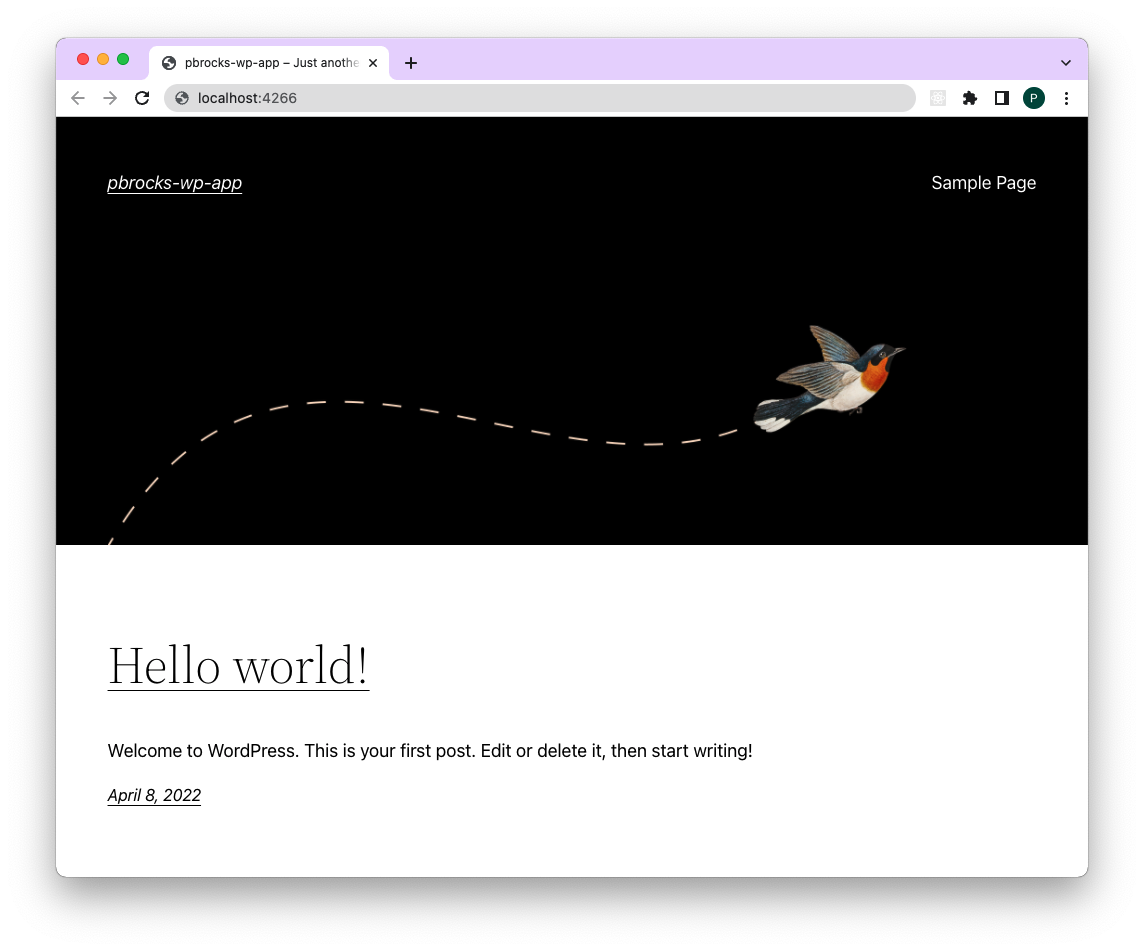 pbrocks-wp-app – Just anothe
localhost:4266
P
pbrocks-wp-app
Sample Page
Hello world!
Welcome to WordPress. This is your first post. Edit or delete it, then start writing!
April 8, 2022